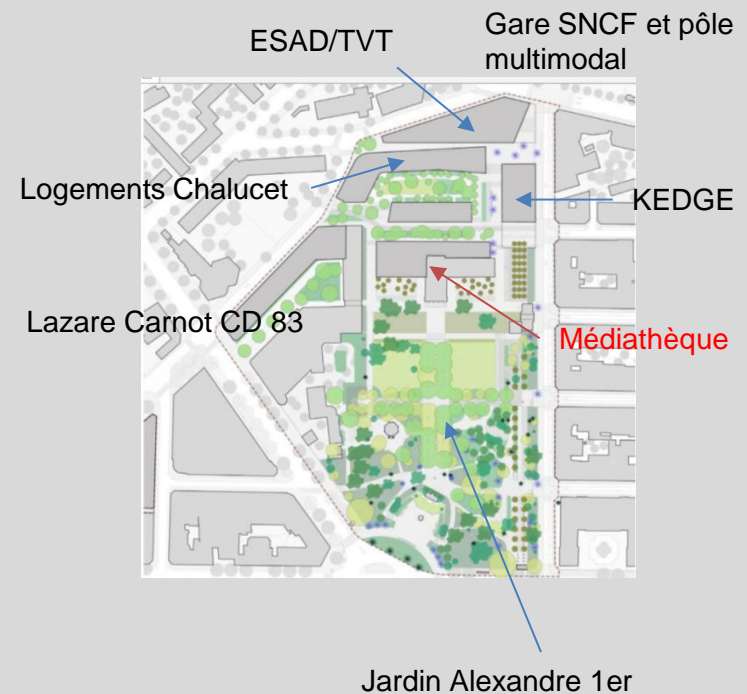 ESAD/TVT
Gare SNCF et pôle
multimodal
Logements Chalucet
KEDGE
Lazare Carnot CD 83
Médiathèque
Jardin Alexandre 1er